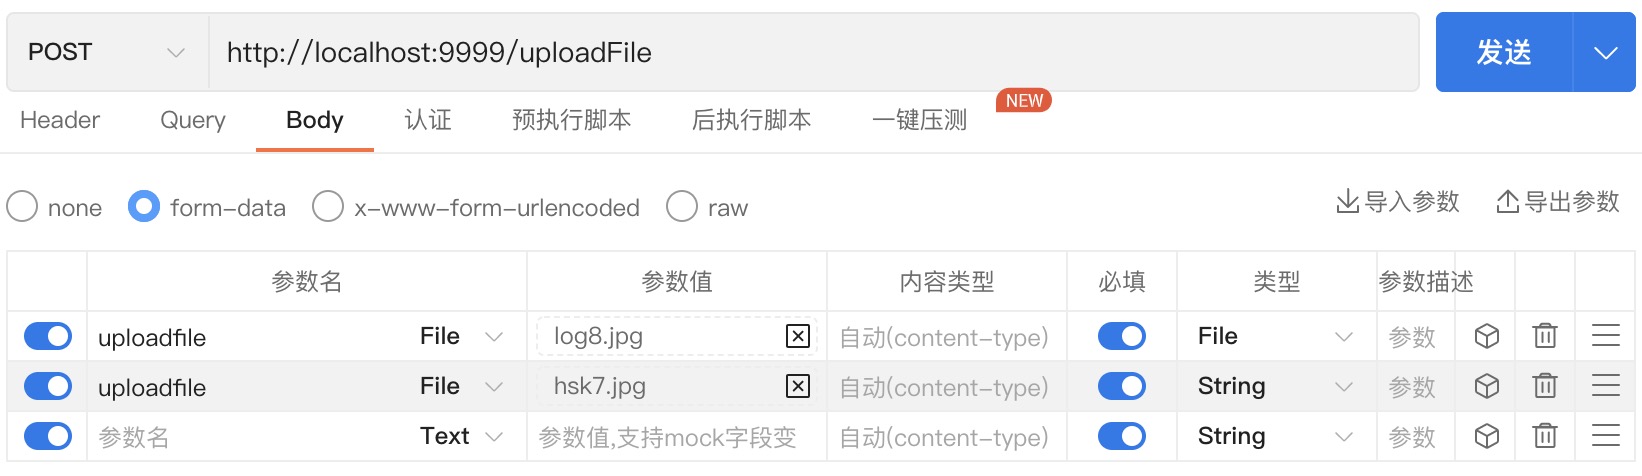 POST http://localhost:9999/uploadFile 发送
NEW
Header Query Body 认证 预执行脚本 后执行脚本 一键压测
none form-data x-www-form-urlencoded raw 导入参数 导出参数
参数名 参数值 内容类型 必填 类型 参数描述
uploadfile File log8.jpg 自动(content-type) File 参数
uploadfile File hsk7.jpg 自动(content-type) String 参数
参数名 Text 参数值,支持mock字段变 自动(content-type) String 参数